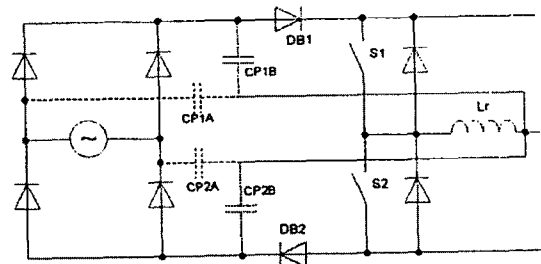 DB1
S1
CP1B
Lr
CP1A
CP2A
CP2B
S2
DB2
~